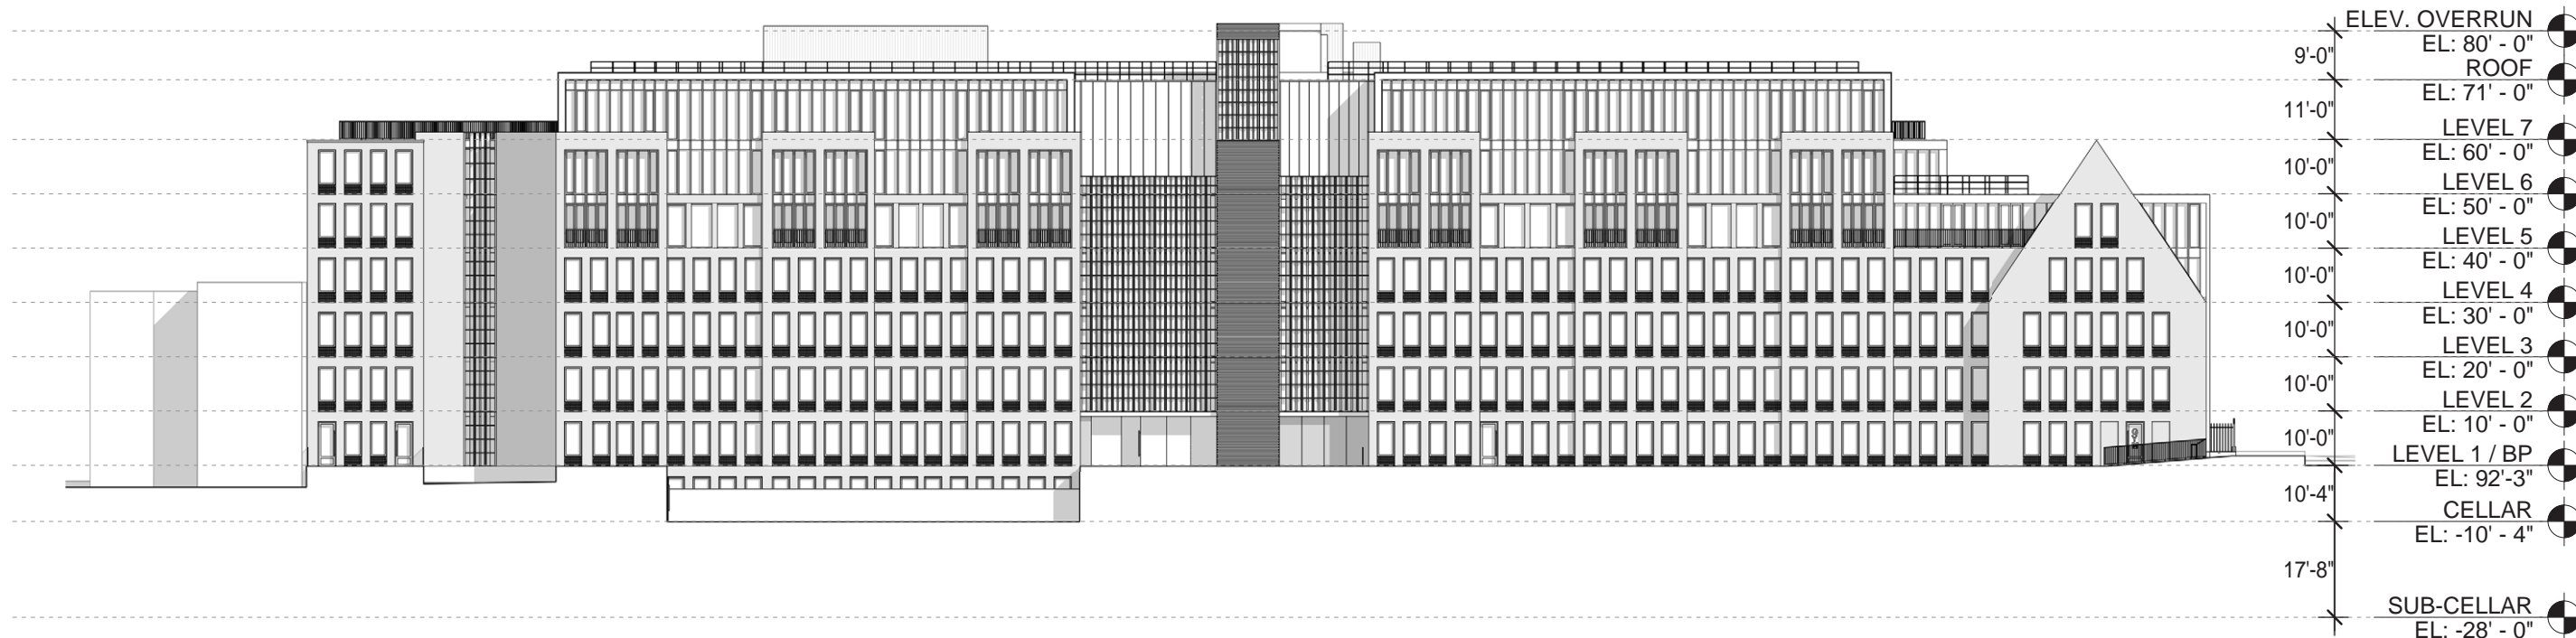 ELEV. OVERRUN
EL: 80' - 0"
9'-0"
ROOF
EL: 71' - 0"
11'-0"
LEVEL 7
EL: 60' - 0"
10'-0"
LEVEL 6
EL: 50' - 0"
10'-0"
LEVEL 5
EL: 40' - 0"
10'-0"
LEVEL 4
EL: 30' - 0"
10'-0"
LEVEL 3
EL: 20' - 0"
10'-0"
LEVEL 2
EL: 10' - 0"
10'-0"
LEVEL 1 / BP
EL: 92'-3"
10'-4"
CELLAR
EL: -10' - 4"
17'-8"
SUB-CELLAR
EL: -28' - 0"